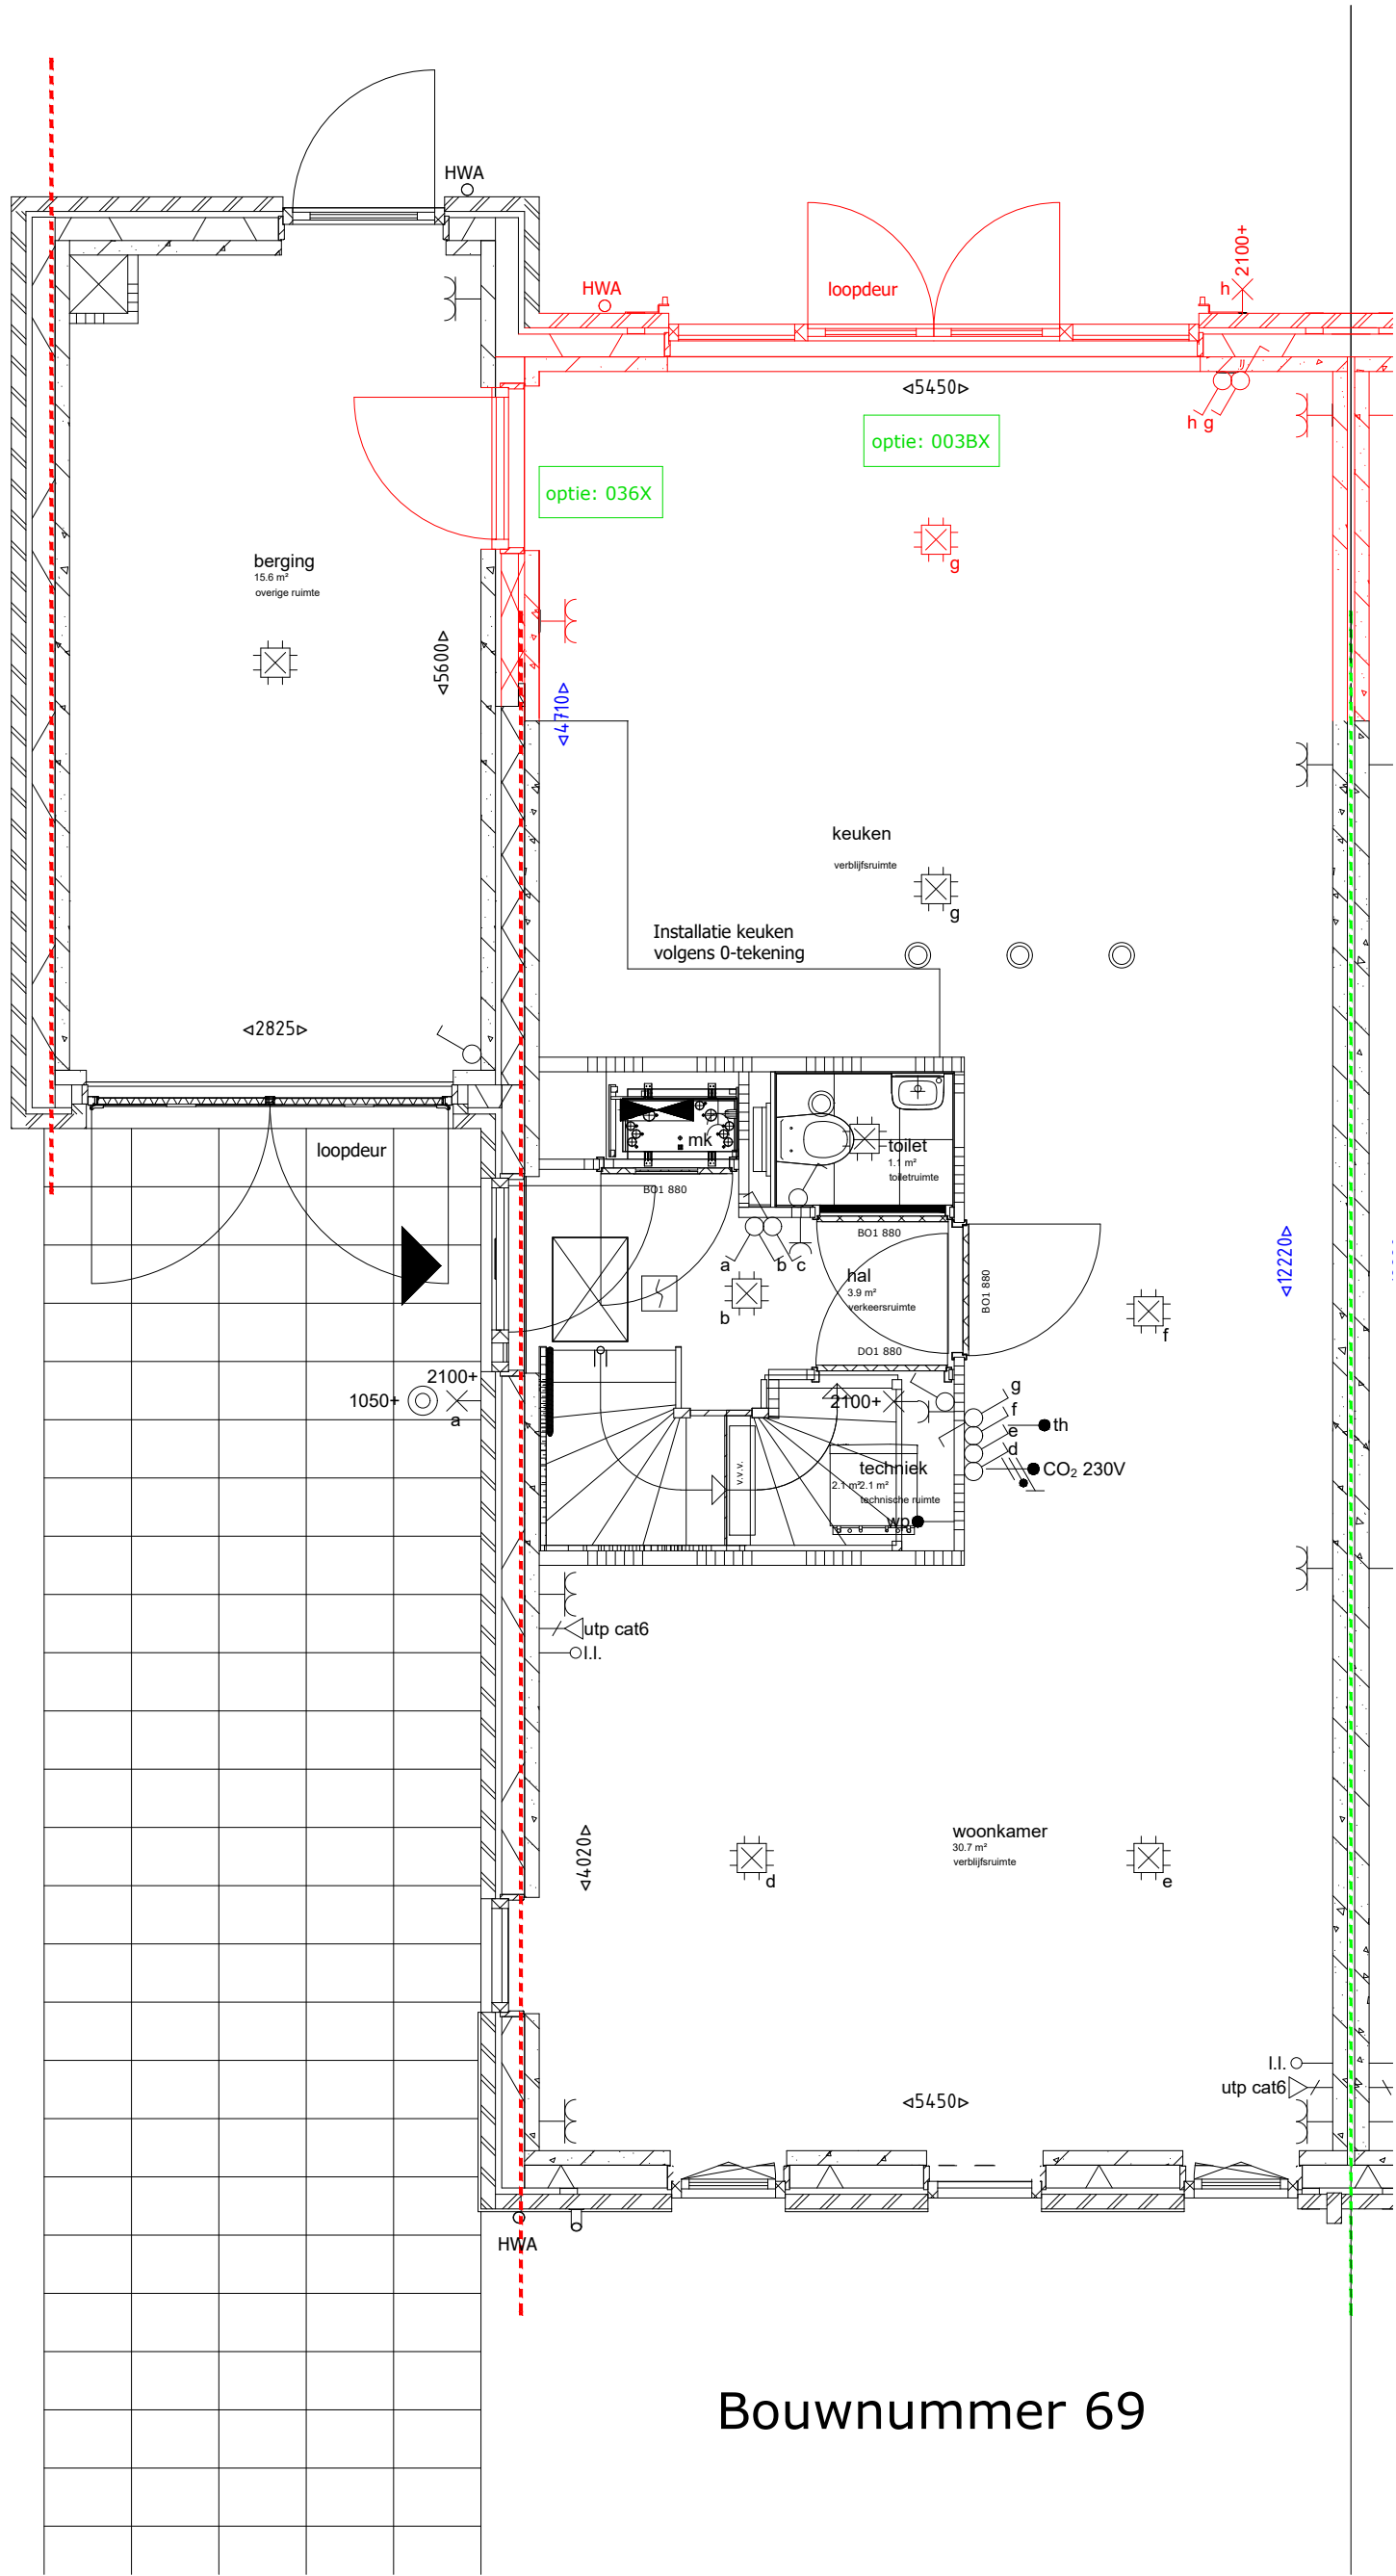 HWA
HWA
loopdeur
h
2100+
5450
h g
optie: 003BX
optie: 036X
g
berging
15.6 m²
overige ruimte
5600
4710
keuken
verblijfsruimte
g
Installatie keuken
volgens 0-tekening
2825
loopdeur
mk
toilet
1.1 m²
toiletruimte
BO1 880
BO1 880
a
b
c
hal
3.9 m²
verkeersruimte
BO1 880
12220
b
f
DO1 880
2100+
1050+
a
2100+
g
f
e
d
th
CO₂ 230V
v.v.v.
techniek
2.1 m²
2.1 m²
technische ruimte
wp
utp cat6
l.l.
4020
woonkamer
30.7 m²
verblijfsruimte
d
e
l.l.
utp cat6
5450
HWA
Bouwnummer 69